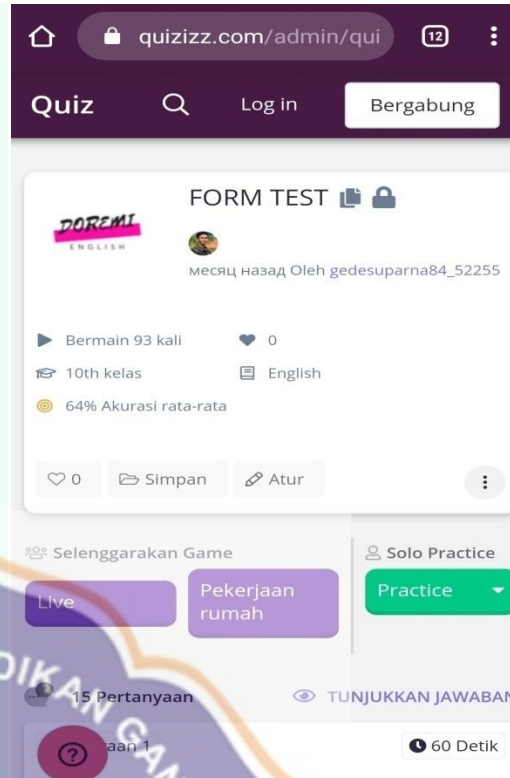 quizizz.com/admin/qui
12
Quiz
Log in
Bergabung
DOREMI
ENGLISH
FORM TEST
месяц назад Oleh gedesuparna84_52255
Bermain 93 kali
0
10th kelas
English
64% Akurasi rata-rata
0
Simpan
Atur
Selenggarakan Game
Solo Practice
Live
Pekerjaan
rumah
Practice
15 Pertanyaan
TUNJUKKAN JAWABAN
1
60 Detik